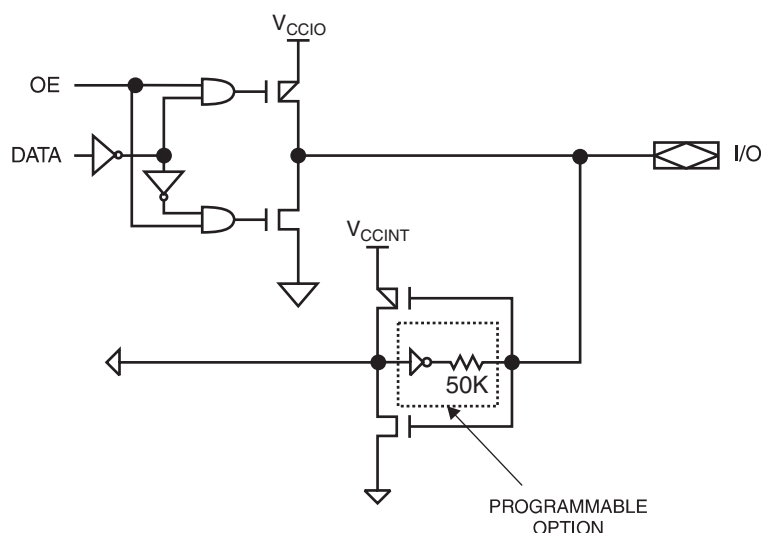 VCCIO
OE
DATA
I/O
VCCINT
50K
PROGRAMMABLE
OPTION